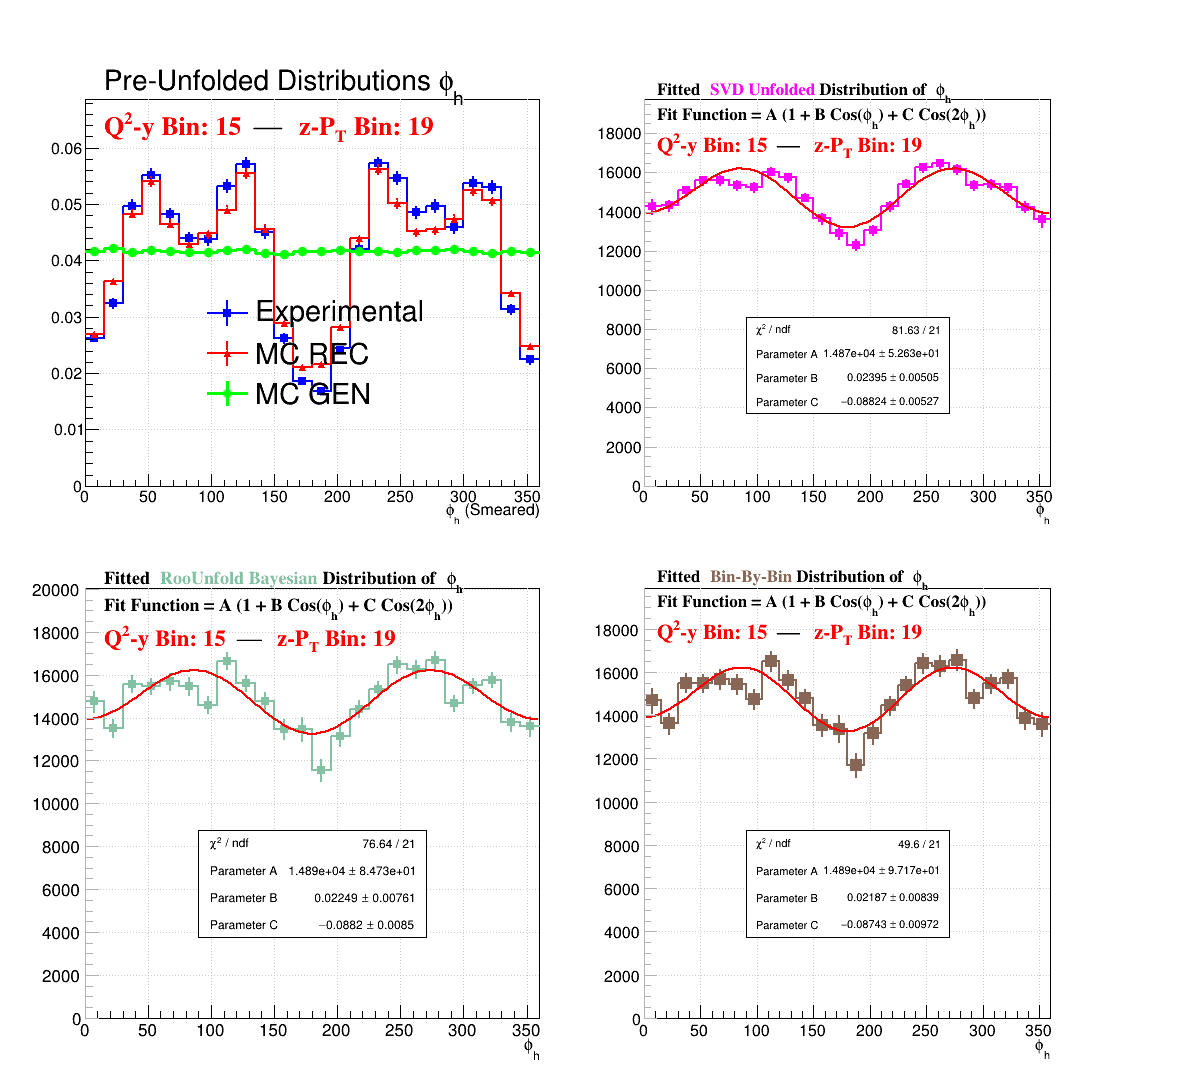 Pre-Unfolded Distributions ϕh
Q2-y Bin: 15 — z-PT Bin: 19
0.06
0.05
0.04
0.03
0.02
0.01
0
Experimental
MC REC
MC GEN
0 50 100 150 200 250 300 350
ϕh (Smeared)
Fitted SVD Unfolded Distribution of ϕh
Fit Function = A (1 + B Cos(ϕh) + C Cos(2ϕh))
Q2-y Bin: 15 — z-PT Bin: 19
18000
16000
14000
12000
10000
8000
6000
4000
2000
0
χ2 / ndf 81.63 / 21
Parameter A 1.487e+04 ± 5.263e+01
Parameter B 0.02395 ± 0.00505
Parameter C −0.08824 ± 0.00527
0 50 100 150 200 250 300 350
ϕh
Fitted RooUnfold Bayesian Distribution of ϕh
Fit Function = A (1 + B Cos(ϕh) + C Cos(2ϕh))
Q2-y Bin: 15 — z-PT Bin: 19
20000
18000
16000
14000
12000
10000
8000
6000
4000
2000
0
χ2 / ndf 76.64 / 21
Parameter A 1.489e+04 ± 8.473e+01
Parameter B 0.02249 ± 0.00761
Parameter C −0.0882 ± 0.0085
0 50 100 150 200 250 300 350
ϕh
Fitted Bin-By-Bin Distribution of ϕh
Fit Function = A (1 + B Cos(ϕh) + C Cos(2ϕh))
Q2-y Bin: 15 — z-PT Bin: 19
18000
16000
14000
12000
10000
8000
6000
4000
2000
0
χ2 / ndf 49.6 / 21
Parameter A 1.489e+04 ± 9.717e+01
Parameter B 0.02187 ± 0.00839
Parameter C −0.08743 ± 0.00972
0 50 100 150 200 250 300 350
ϕh